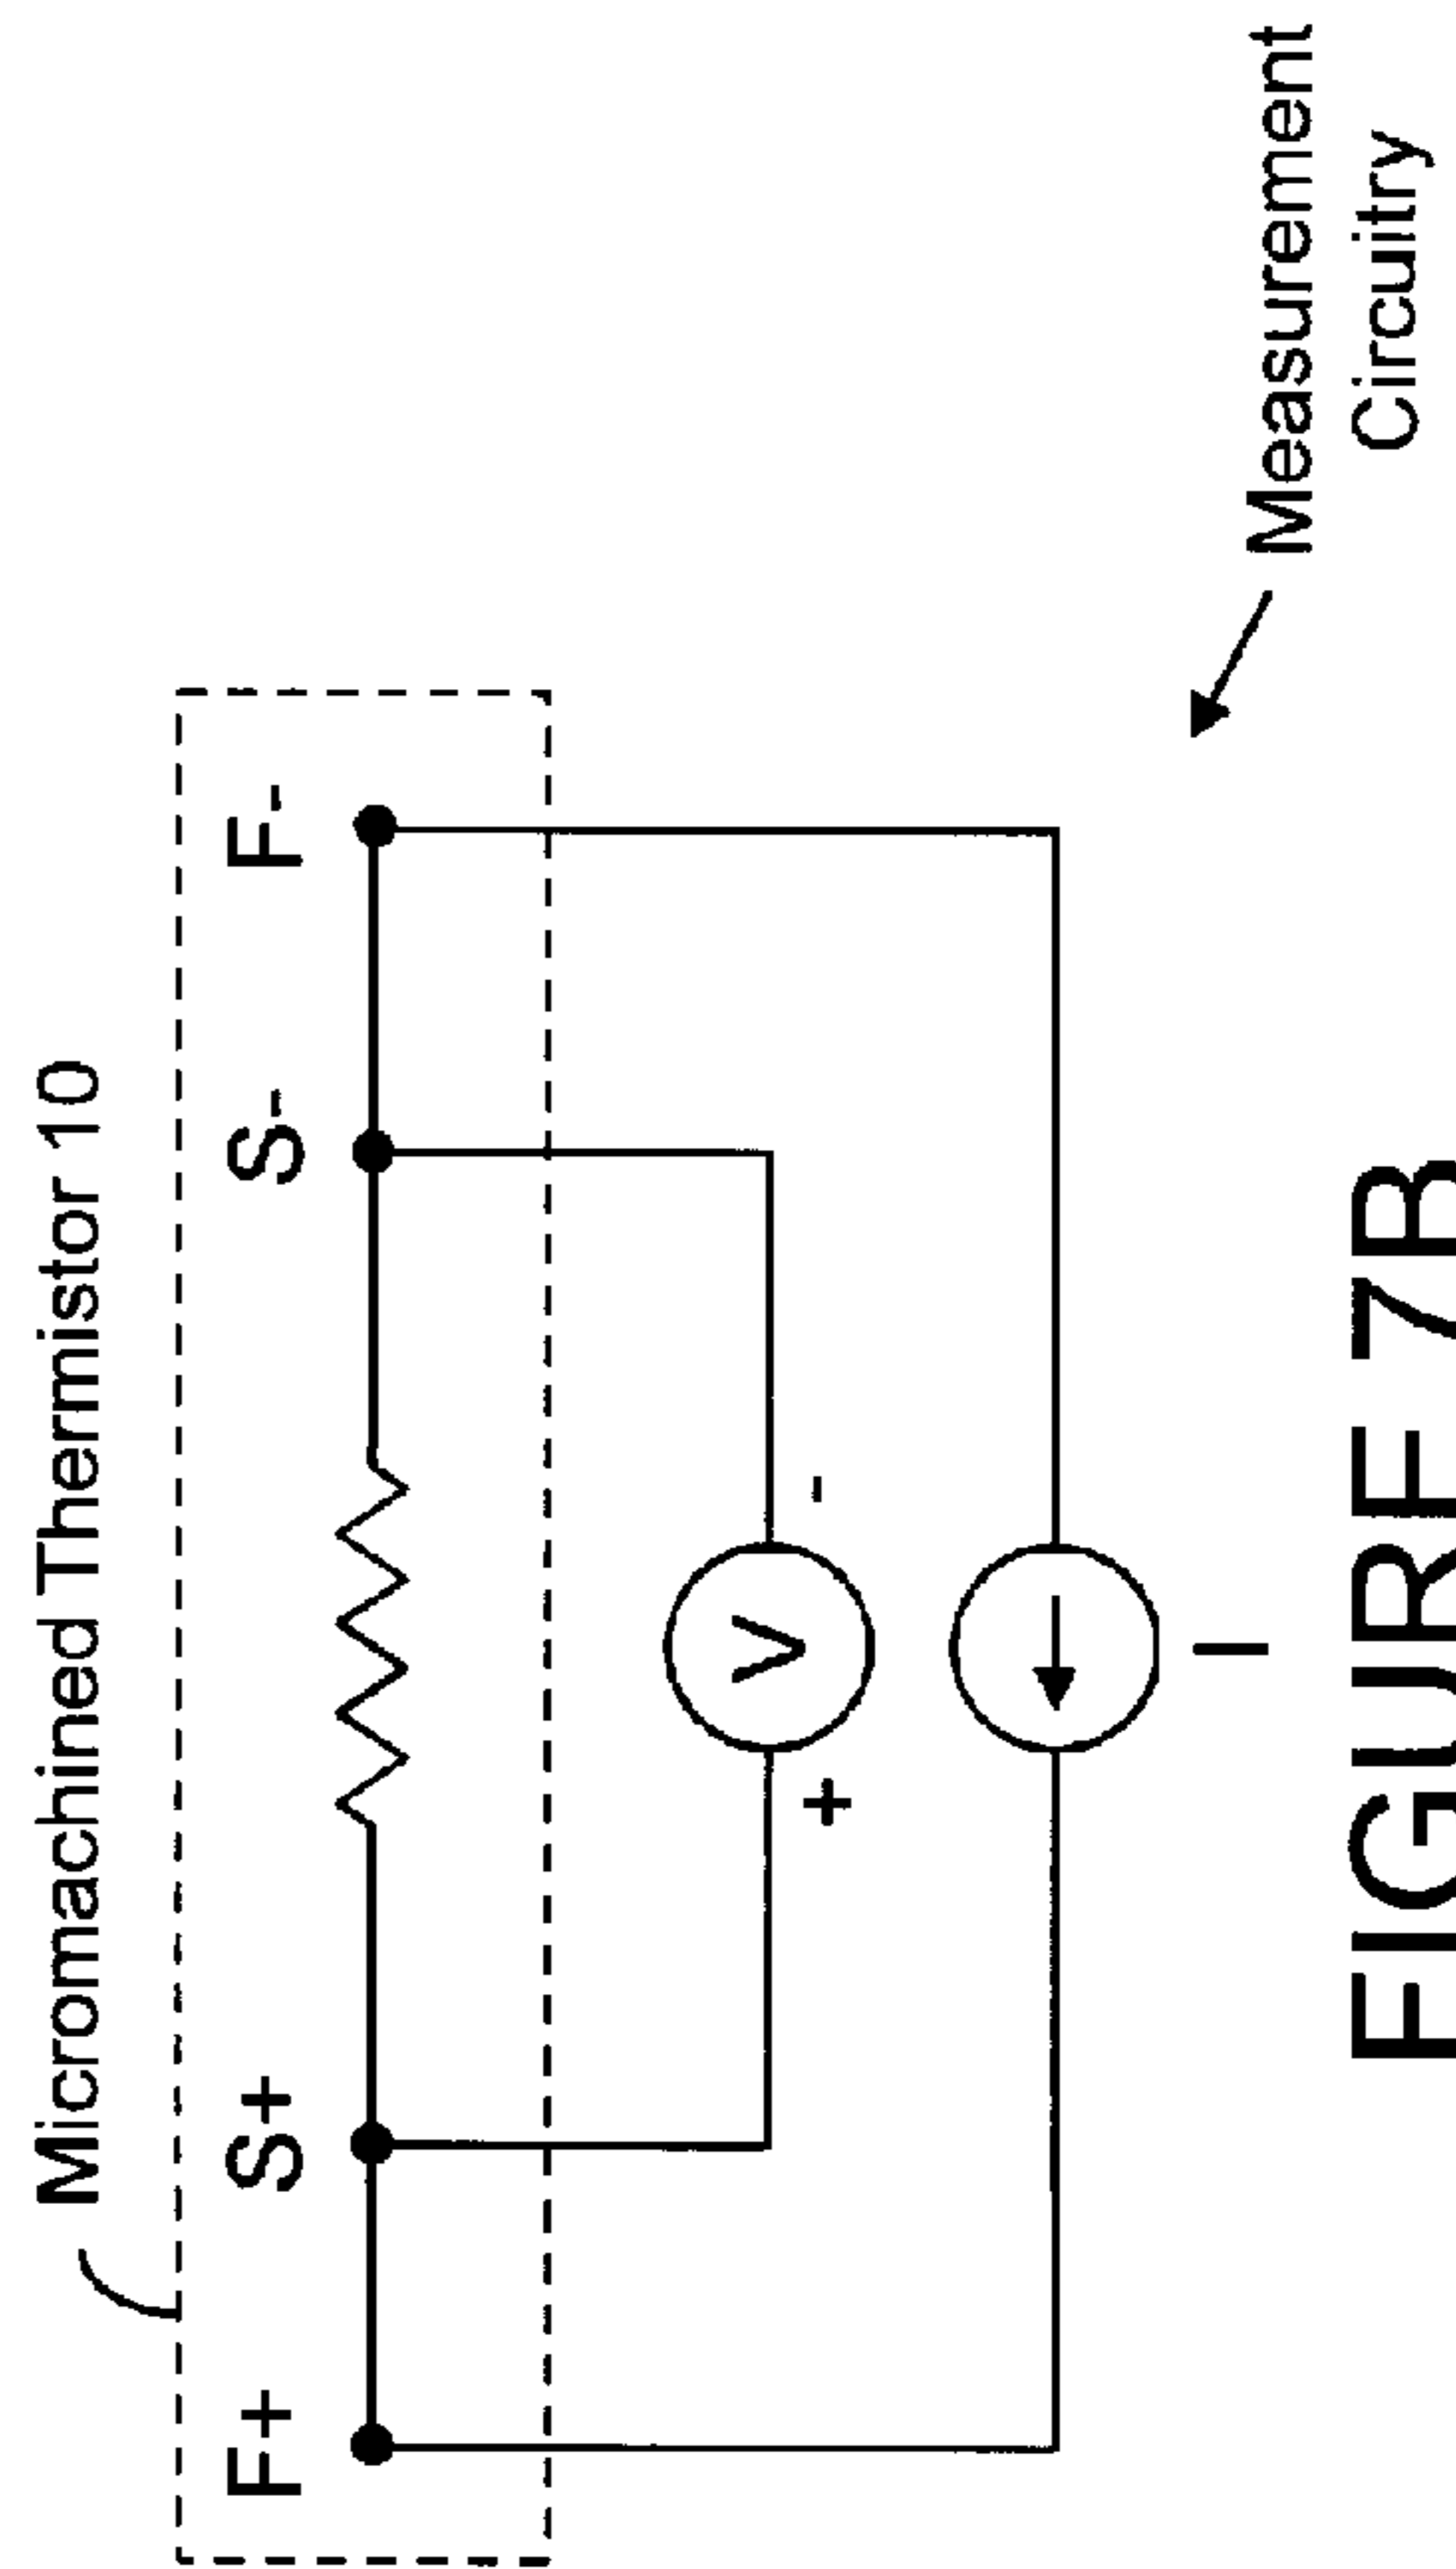 Micromachined Thermistor 10
F+ S+ S- F-
V
+ -
I
Measurement
Circuitry
FIGURE 7B